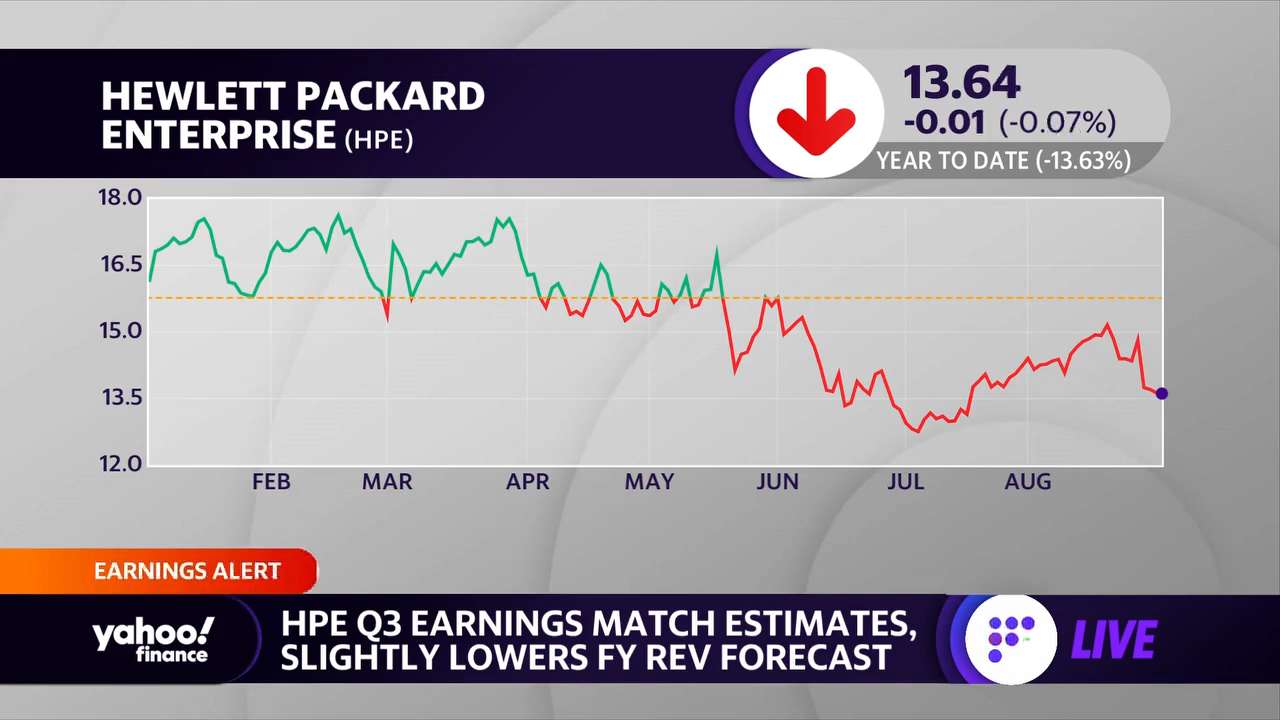 HEWLETT PACKARD
ENTERPRISE (HPE)
13.64
-0.01 (-0.07%)
YEAR TO DATE (-13.63%)
18.0
16.5
15.0
13.5
12.0
FEB MAR APR MAY JUN JUL AUG
EARNINGS ALERT
yahoo!
finance
HPE Q3 EARNINGS MATCH ESTIMATES,
SLIGHTLY LOWERS FY REV FORECAST
LIVE